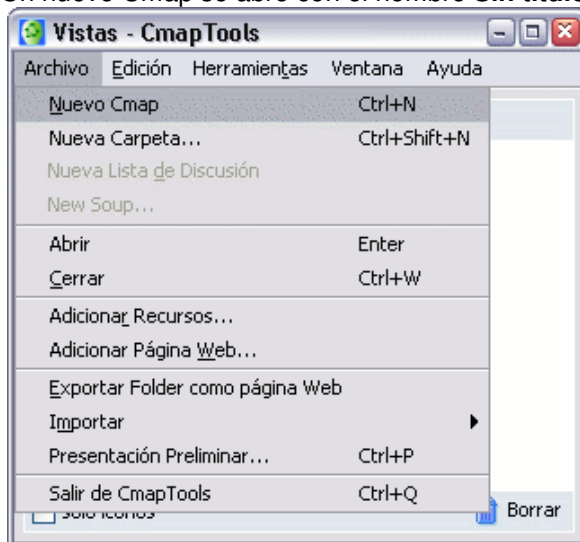 Un nuevo Cmap se abre con el nombre Sin título
Vistas - CmapTools
Archivo Edición Herramientas Ventana Ayuda
Nuevo Cmap Ctrl+N
Nueva Carpeta... Ctrl+Shift+N
Nueva Lista de Discusión
New Soup...
Abrir Enter
Cerrar Ctrl+W
Adicionar Recursos...
Adicionar Página Web...
Exportar Folder como página Web
Importar
Presentación Preliminar... Ctrl+P
Salir de CmapTools Ctrl+Q
Sólo Iconos Borrar